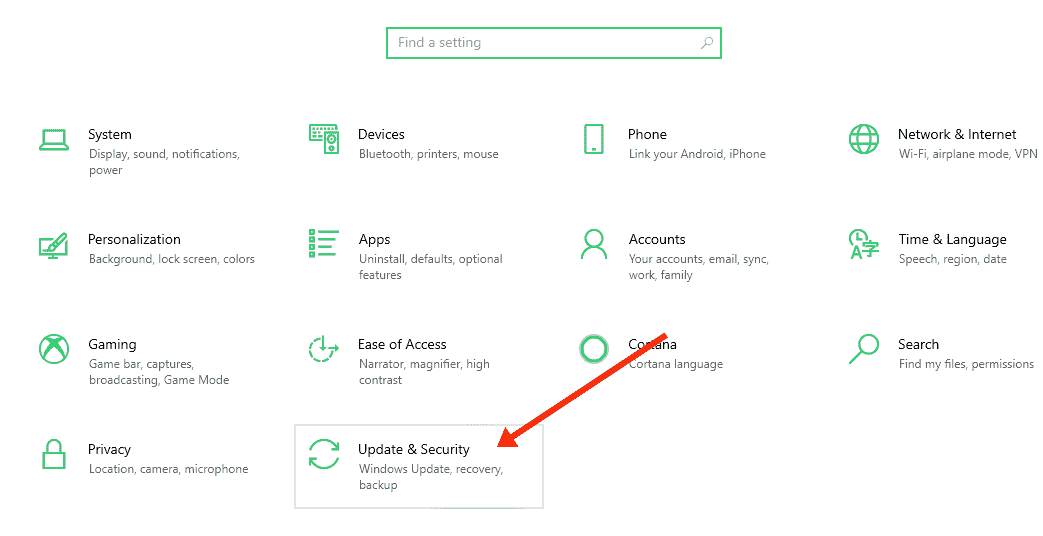 Find a setting
System
Display, sound, notifications,
power
Devices
Bluetooth, printers, mouse
Phone
Link your Android, iPhone
Network & Internet
Wi-Fi, airplane mode, VPN
Personalization
Background, lock screen, colors
Apps
Uninstall, defaults, optional
features
Accounts
Your accounts, email, sync,
work, family
Time & Language
Speech, region, date
Gaming
Game bar, captures,
broadcasting, Game Mode
Ease of Access
Narrator, magnifier, high
contrast
Cortana
Cortana language
Search
Find my files, permissions
Privacy
Location, camera, microphone
Update & Security
Windows Update, recovery,
backup